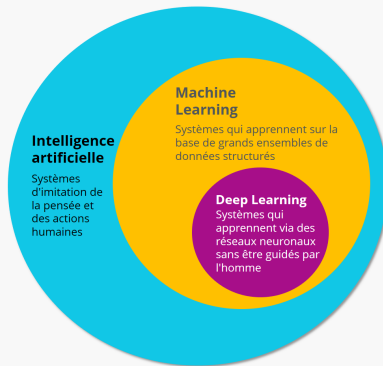 Machine
Learning
Systèmes qui apprennent sur la
base de grands ensembles de
données structurés
Intelligence
artificielle
Systèmes
d'imitation de
la pensée et
des actions
humaines
Deep Learning
Systèmes qui
apprennent via des
réseaux neuronaux
sans être guidés par
l'homme